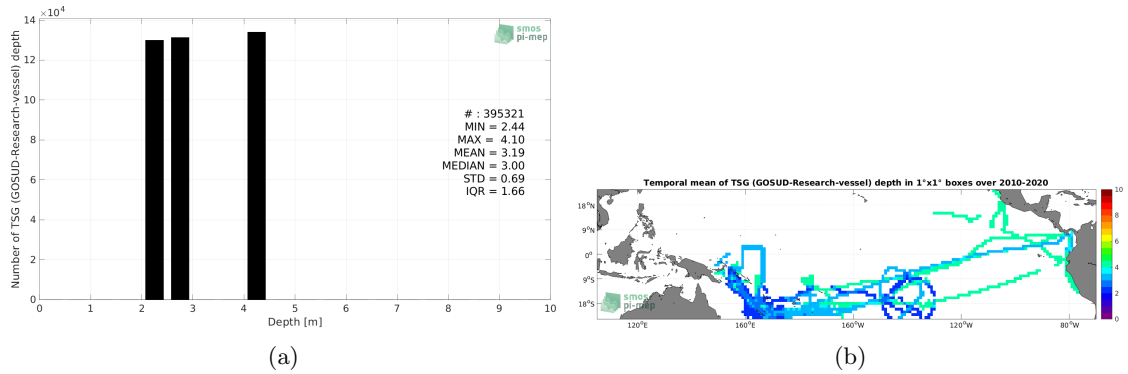 ×10⁴
14
12
10
8
6
4
2
0
Number of TSG (GOSUD-Research-vessel) depth
smos
pi-mep
# : 395321
MIN = 2.44
MAX = 4.10
MEAN = 3.19
MEDIAN = 3.00
STD = 0.69
IQR = 1.66
0 1 2 3 4 5 6 7 8 9 10
Depth [m]
(a)
Temporal mean of TSG (GOSUD-Research-vessel) depth in 1°x1° boxes over 2010-2020
18°N
9°N
0°
9°S
18°S
smos
pi-mep
120°E 160°E 160°W 120°W 80°W
10
8
6
4
2
0
(b)